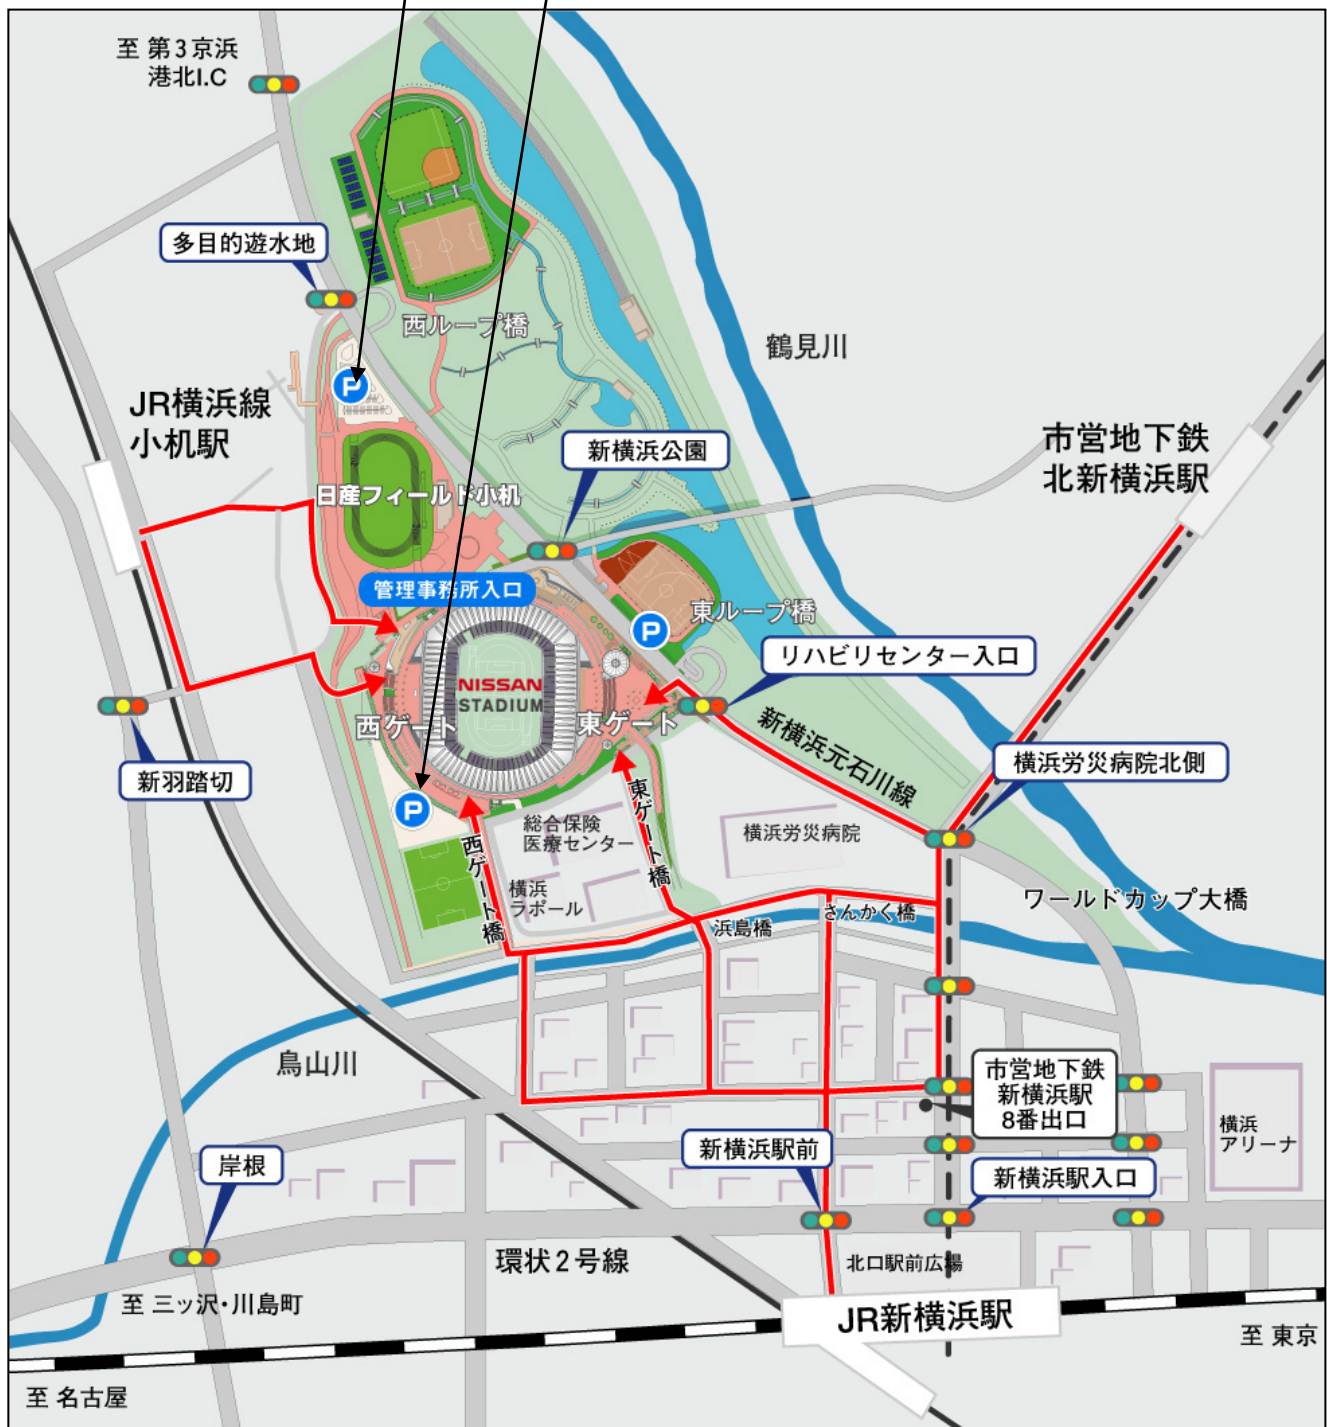 至 第3京浜
港北I.C
多目的遊水地
西ループ橋
鶴見川
P
JR横浜線
小机駅
新横浜公園
市営地下鉄
北新横浜駅
日産フィールド小机
管理事務所入口
東ループ橋
P
リハビリセンター入口
NISSAN
STADIUM
西ゲート
東ゲート
新横浜元石川線
新羽踏切
横浜労災病院北側
P
東ゲート橋
総合保険
医療センター
横浜労災病院
西ゲート橋
横浜
ラポール
ワールドカップ大橋
さんかく橋
浜島橋
鳥山川
市営地下鉄
新横浜駅
8番出口
横浜
アリーナ
新横浜駅前
岸根
新横浜駅入口
環状2号線
北口駅前広場
至 三ッ沢・川島町
JR新横浜駅
至 東京
至 名古屋